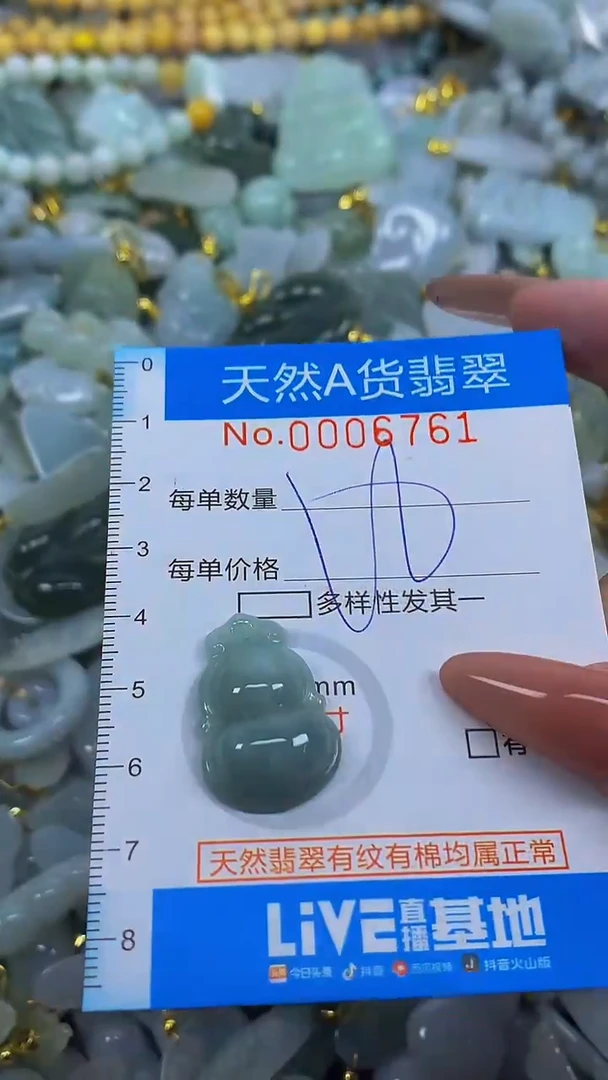 0
天然A货翡翠
1
No.0006761
2
每单数量
3
每单价格
4
多样性发其一
5
mm
寸
6
有
7
天然翡翠有纹有棉均属正常
8
LiVE直播基地
今日头条 抖音 西瓜视频 抖音火山版